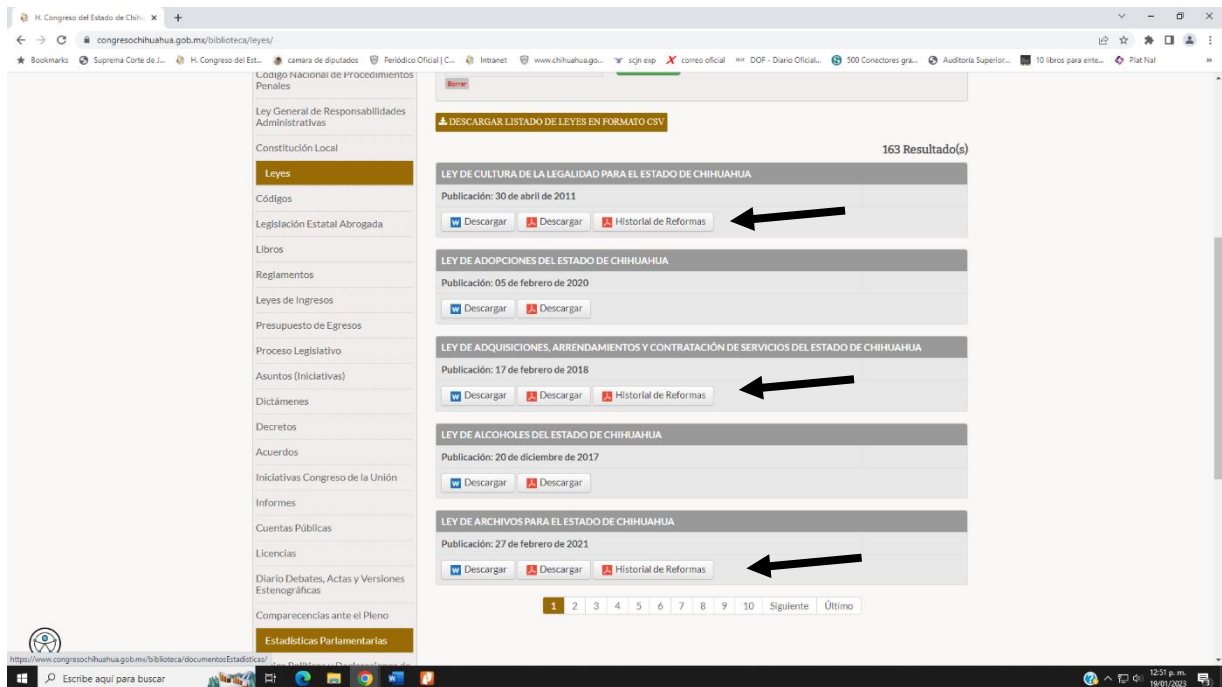 H. Congreso del Estado de Chihu
congresochihuahua.gob.mx/biblioteca/leyes/
Bookmarks Suprema Corte de J... H. Congreso del Est... camara de diputados Periódico Oficial | C... Intranet www.chihuahua.go... scjn exp correo oficial DOF - Diario Oficial... 500 Conectores gra... Auditoría Superior... 10 libros para ente... Plat Nal »
Código Nacional de Procedimientos
Penales
Ley General de Responsabilidades
Administrativas
Constitución Local
Leyes
Códigos
Legislación Estatal Abrogada
Libros
Reglamentos
Leyes de Ingresos
Presupuesto de Egresos
Proceso Legislativo
Asuntos (Iniciativas)
Dictámenes
Decretos
Acuerdos
Iniciativas Congreso de la Unión
Informes
Cuentas Públicas
Licencias
Diario Debates, Actas y Versiones
Estenográficas
Comparecencias ante el Pleno
Estadísticas Parlamentarias
Borrar
DESCARGAR LISTADO DE LEYES EN FORMATO CSV
163 Resultado(s)
LEY DE CULTURA DE LA LEGALIDAD PARA EL ESTADO DE CHIHUAHUA
Publicación: 30 de abril de 2011
Descargar Descargar Historial de Reformas
LEY DE ADOPCIONES DEL ESTADO DE CHIHUAHUA
Publicación: 05 de febrero de 2020
Descargar Descargar
LEY DE ADQUISICIONES, ARRENDAMIENTOS Y CONTRATACIÓN DE SERVICIOS DEL ESTADO DE CHIHUAHUA
Publicación: 17 de febrero de 2018
Descargar Descargar Historial de Reformas
LEY DE ALCOHOLES DEL ESTADO DE CHIHUAHUA
Publicación: 20 de diciembre de 2017
Descargar Descargar
LEY DE ARCHIVOS PARA EL ESTADO DE CHIHUAHUA
Publicación: 27 de febrero de 2021
Descargar Descargar Historial de Reformas
1 2 3 4 5 6 7 8 9 10 Siguiente Último
https://www.congresochihuahua.gob.mx/biblioteca/documentosEstadisticas/
Escribe aquí para buscar
12:51 p. m.
19/01/2023